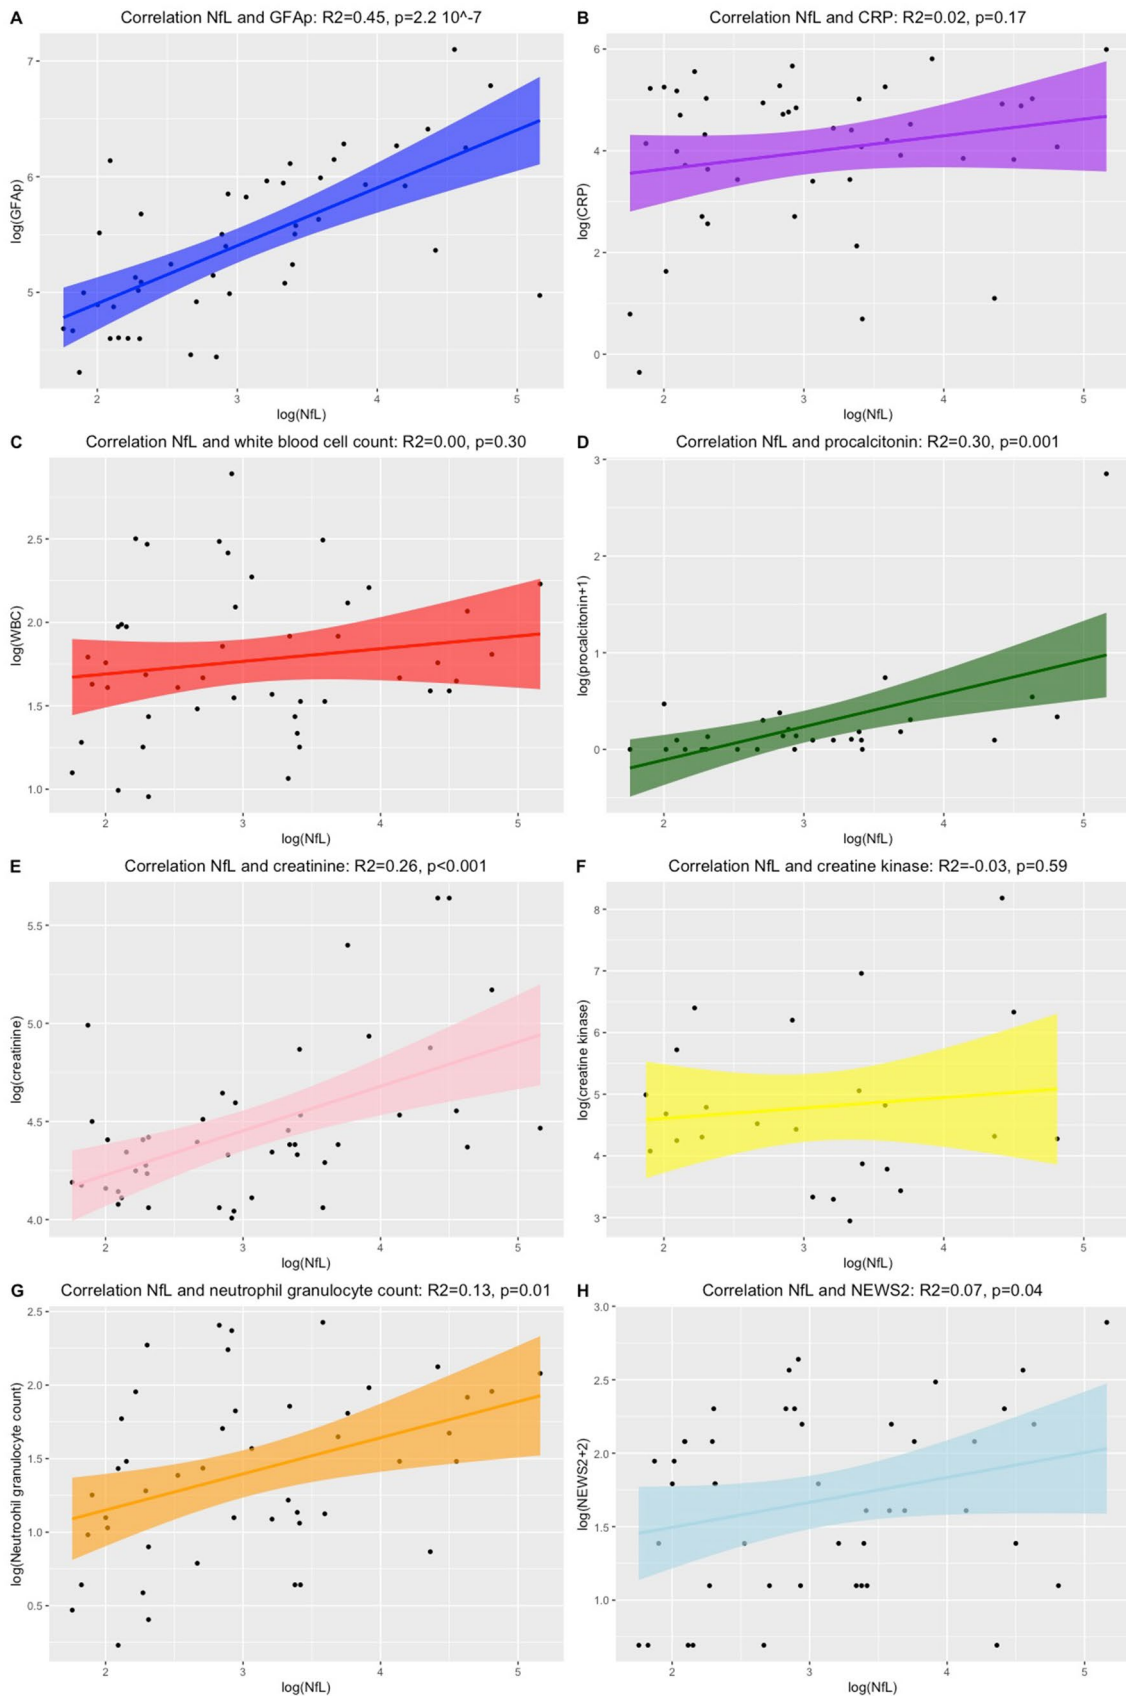 A Correlation NfL and GFAp: R2=0.45, p=2.2 10^-7
7
6
5
log(GFAp)
2 3 4 5
log(NfL)
B Correlation NfL and CRP: R2=0.02, p=0.17
6
4
2
0
log(CRP)
2 3 4 5
log(NfL)
C Correlation NfL and white blood cell count: R2=0.00, p=0.30
2.5
2.0
1.5
1.0
log(WBC)
2 3 4 5
log(NfL)
D Correlation NfL and procalcitonin: R2=0.30, p=0.001
3
2
1
0
log(procalcitonin+1)
2 3 4 5
log(NfL)
E Correlation NfL and creatinine: R2=0.26, p<0.001
5.5
5.0
4.5
4.0
log(creatinine)
2 3 4 5
log(NfL)
F Correlation NfL and creatine kinase: R2=-0.03, p=0.59
8
7
6
5
4
3
log(creatine kinase)
2 3 4 5
log(NfL)
G Correlation NfL and neutrophil granulocyte count: R2=0.13, p=0.01
2.5
2.0
1.5
1.0
0.5
log(Neutroohil granulocyte count)
2 3 4 5
log(NfL)
H Correlation NfL and NEWS2: R2=0.07, p=0.04
3.0
2.5
2.0
1.5
1.0
log(NEWS2+2)
2 3 4 5
log(NfL)